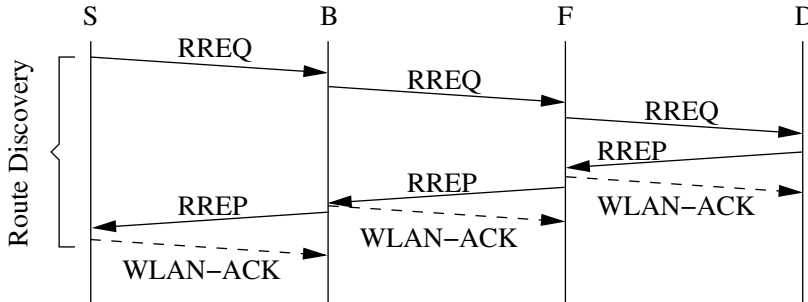 S B F D
RREQ
RREQ
RREQ
RREP
RREP
RREP
WLAN−ACK
WLAN−ACK
WLAN−ACK
Route Discovery